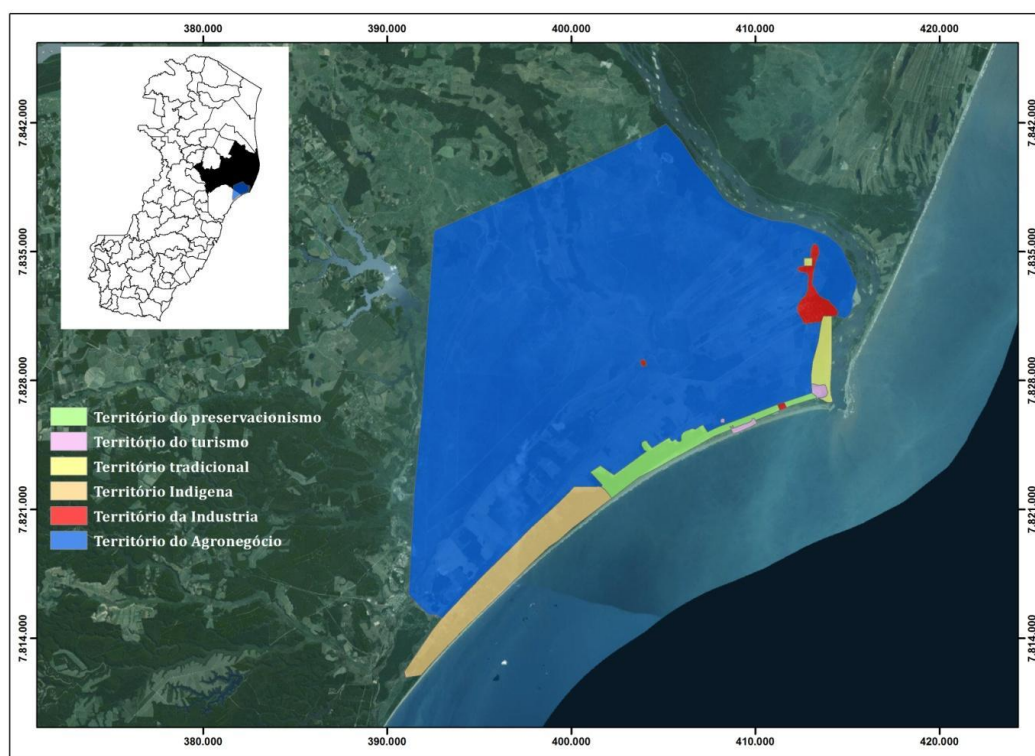 380.000 390.000 400.000 410.000 420.000
7.842.000 7.842.000
7.835.000 7.835.000
7.828.000 7.828.000
Território do preservacionismo
Território do turismo
Território tradicional
Território Indigena
7.821.000 7.821.000
Território da Industria
Território do Agronegócio
7.814.000 7.814.000
380.000 390.000 400.000 410.000 420.000